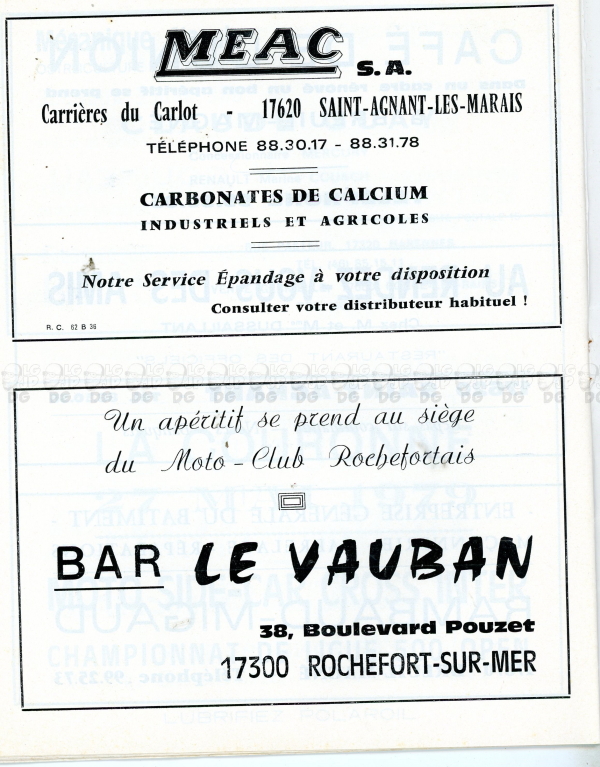 MEAC S.A.
Carrières du Carlot - 17620 SAINT-AGNANT-LES-MARAIS
TÉLÉPHONE 88.30.17 - 88.31.78
CARBONATES DE CALCIUM
INDUSTRIELS ET AGRICOLES
Notre Service Épandage à votre disposition
Consulter votre distributeur habituel !
R. C. 62 B 36
Un apéritif se prend au siège
du Moto-Club Rochefortais
BAR LE VAUBAN
38, Boulevard Pouzet
17300 ROCHEFORT-SUR-MER